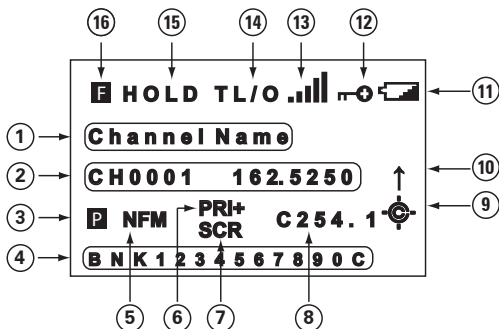 16 15 14 13 12
F HOLD TL/O
11
1 Channel Name
2 CH0001 162.5250
10
3 P NFM PRI+ C254.1 C 9
SCR
4 BNK1234567890C
5 6 7 8